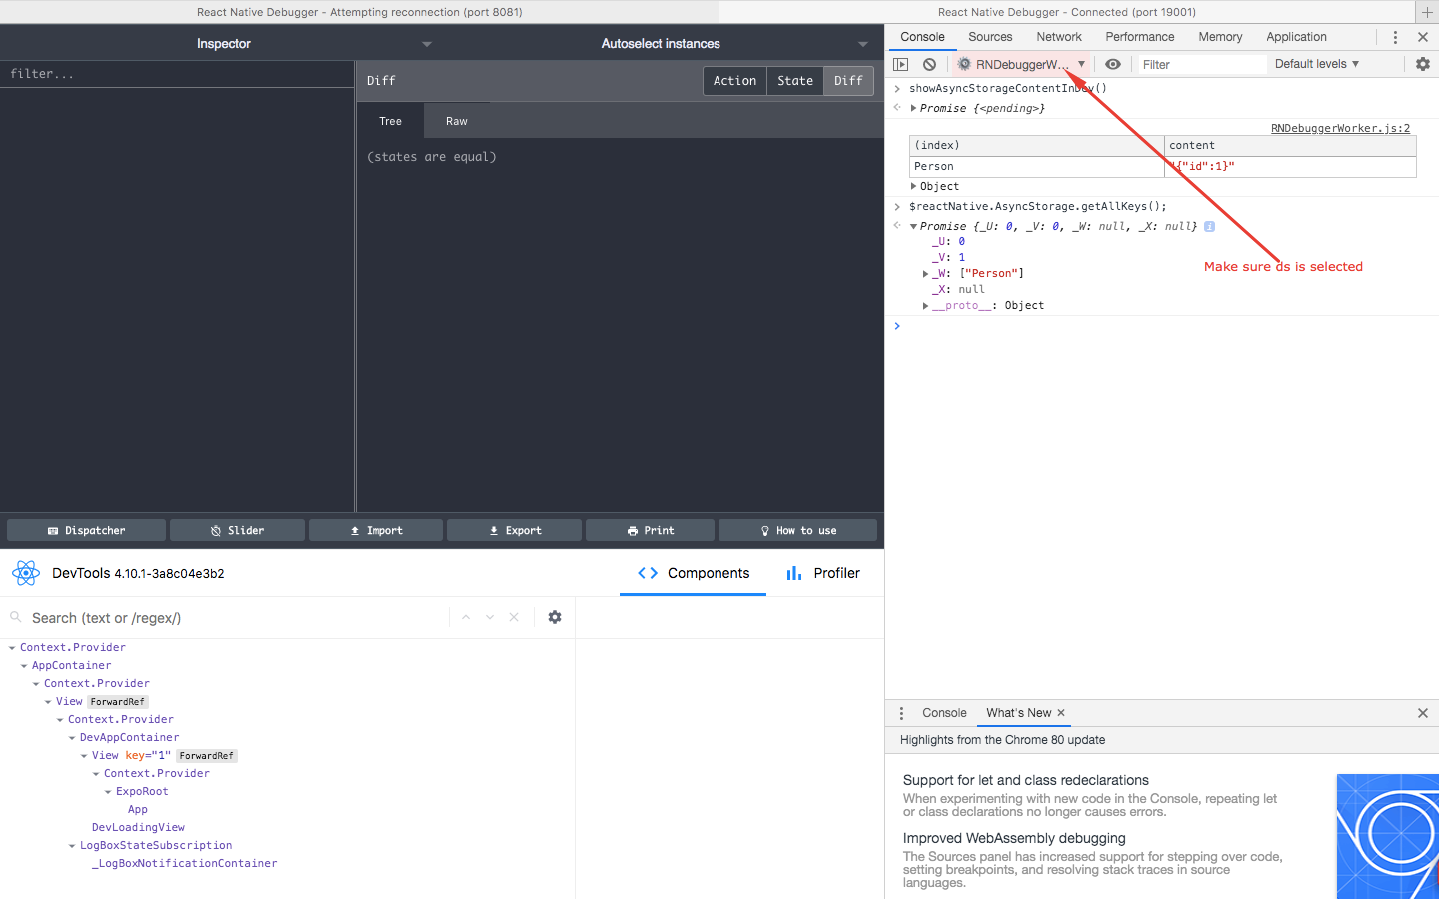 React Native Debugger - Attempting reconnection (port 8081)
React Native Debugger - Connected (port 19001)
Inspector
Autoselect instances
filter...
Diff
Action
State
Diff
Tree
Raw
(states are equal)
Dispatcher
Slider
Import
Export
Print
How to use
DevTools 4.10.1-3a8c04e3b2
Components
Profiler
Search (text or /regex/)
Context.Provider
AppContainer
Context.Provider
View ForwardRef
Context.Provider
DevAppContainer
View key="1" ForwardRef
Context.Provider
ExpoRoot
App
DevLoadingView
LogBoxStateSubscription
_LogBoxNotificationContainer
Console
Sources
Network
Performance
Memory
Application
RNDebuggerW...
Filter
Default levels
showAsyncStorageContentInDev()
Promise {<pending>}
RNDebuggerWorker.js:2
(index)
content
Person
"{"id":1}"
Object
$reactNative.AsyncStorage.getAllKeys();
Promise {_U: 0, _V: 0, _W: null, _X: null} i
_U: 0
_V: 1
_W: ["Person"]
_X: null
__proto__: Object
Make sure ds is selected
Console
What's New
Highlights from the Chrome 80 update
Support for let and class redeclarations
When experimenting with new code in the Console, repeating let
or class declarations no longer causes errors.
Improved WebAssembly debugging
The Sources panel has increased support for stepping over code,
setting breakpoints, and resolving stack traces in source
languages.